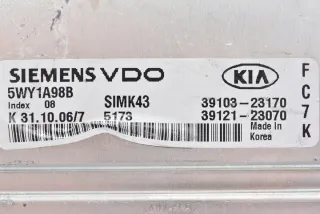 SIEMENS VDO KIA
5WY1A98B
Index 08 SIMK43 39103-23170
K 31.10.06/7 5173 39121-23070
Made in
Korea
F
C
7
K